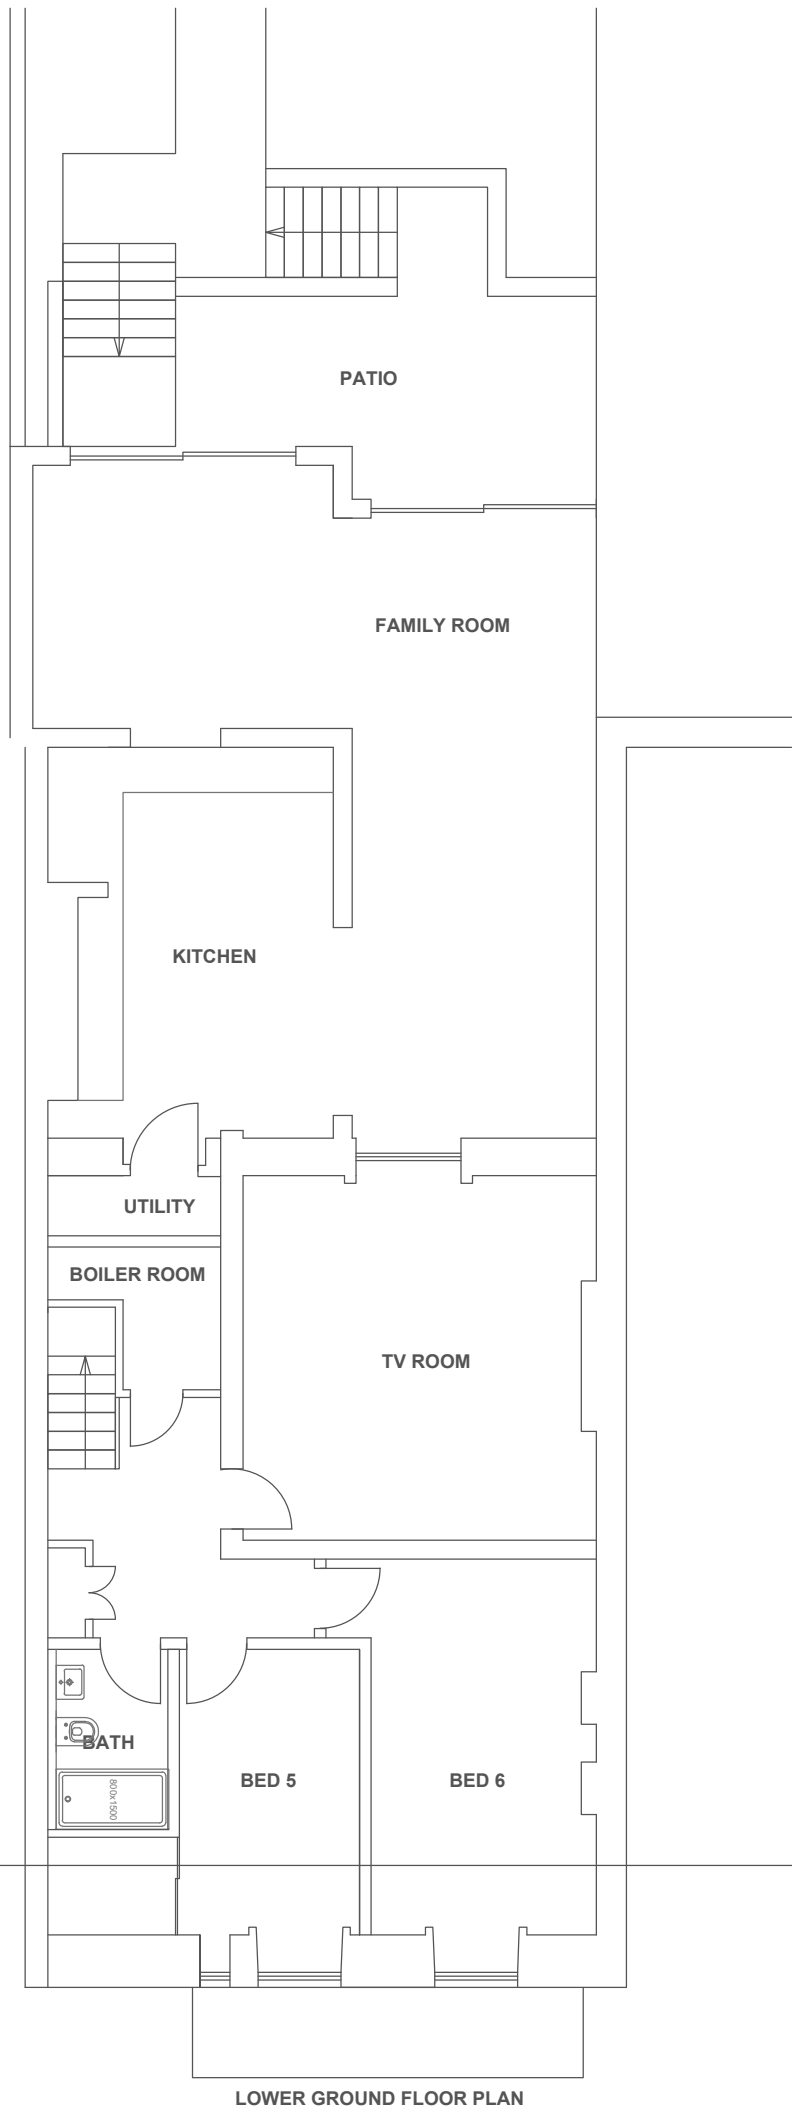 PATIO
FAMILY ROOM
KITCHEN
UTILITY
BOILER ROOM
TV ROOM
BATH
800x1500
BED 5
BED 6
LOWER GROUND FLOOR PLAN